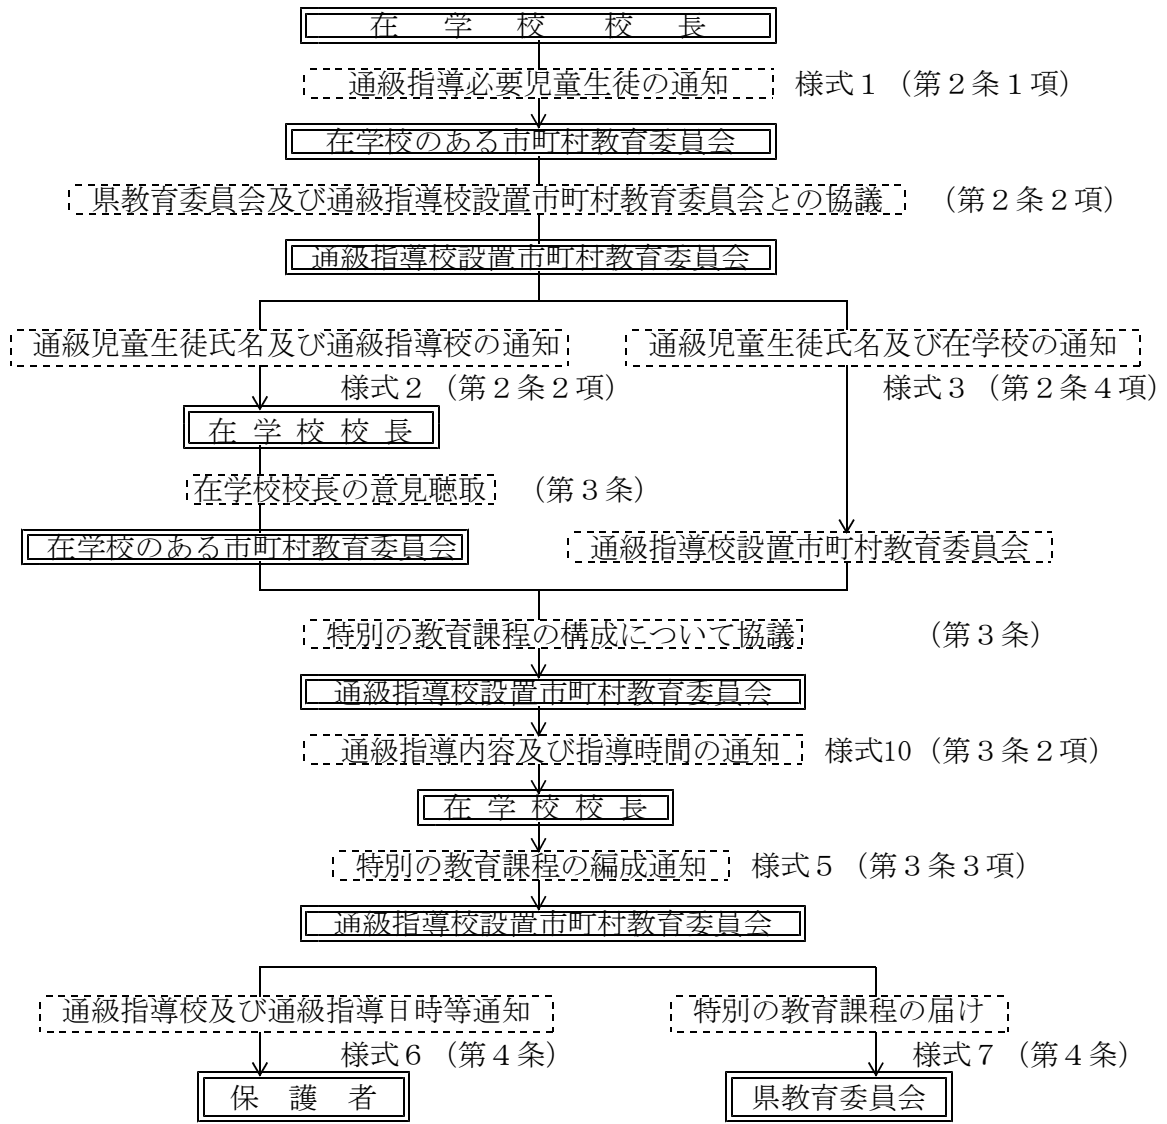 在　学　校　校　長
通級指導必要児童生徒の通知　様式１（第２条１項）
在学校のある市町村教育委員会
県教育委員会及び通級指導校設置市町村教育委員会との協議　（第２条２項）
通級指導校設置市町村教育委員会
通級児童生徒氏名及び通級指導校の通知　通級児童生徒氏名及び在学校の通知
様式２（第２条２項）　様式３（第２条４項）
在 学 校 校 長
在学校校長の意見聴取　（第３条）
在学校のある市町村教育委員会　通級指導校設置市町村教育委員会
特別の教育課程の構成について協議　（第３条）
通級指導校設置市町村教育委員会
通級指導内容及び指導時間の通知　様式10（第３条２項）
在 学 校 校 長
特別の教育課程の編成通知　様式５（第３条３項）
通級指導校設置市町村教育委員会
通級指導校及び通級指導日時等通知　特別の教育課程の届け
様式６（第４条）　様式７（第４条）
保　護　者　県教育委員会